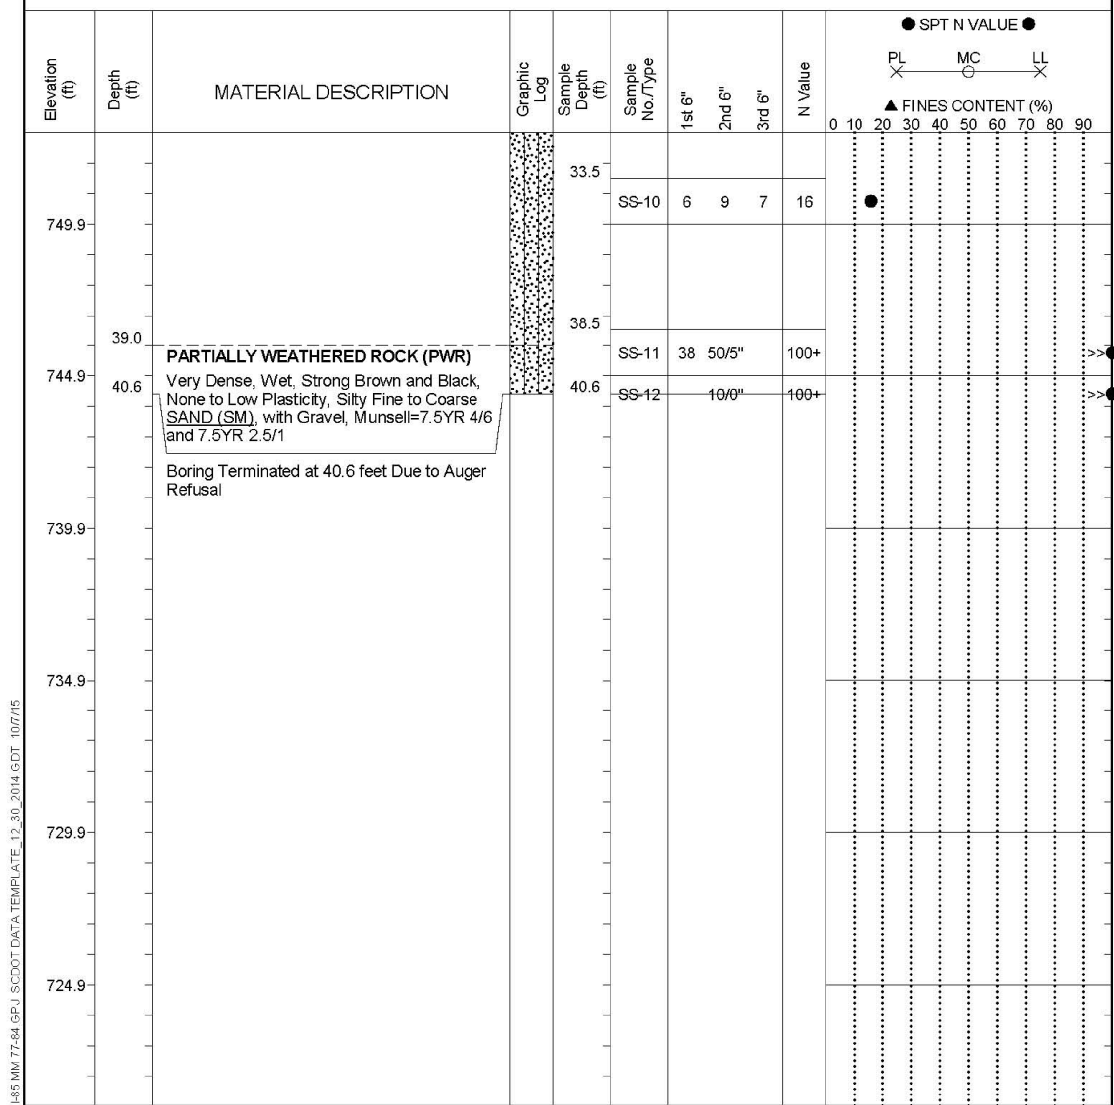 SPT N VALUE
PL MC LL
FINES CONTENT (%)
0 10 20 30 40 50 60 70 80 90
Elevation
(ft)
Depth
(ft)
MATERIAL DESCRIPTION
Graphic
Log
Sample
Depth
(ft)
Sample
No./Type
1st 6"
2nd 6"
3rd 6"
N Value
33.5
SS-10 6 9 7 16
749.9
38.5
39.0
PARTIALLY WEATHERED ROCK (PWR)
SS-11 38 50/5" 100+ >>
744.9
Very Dense, Wet, Strong Brown and Black,
40.6 40.6
SS-12 10/0" 100+ >>
None to Low Plasticity, Silty Fine to Coarse
SAND (SM), with Gravel, Munsell=7.5YR 4/6
and 7.5YR 2.5/1
Boring Terminated at 40.6 feet Due to Auger
Refusal
739.9
734.9
729.9
724.9
I-85 MM 77-84.GPJ SCDOT DATA TEMPLATE_12_30_2014.GDT 10/7/15